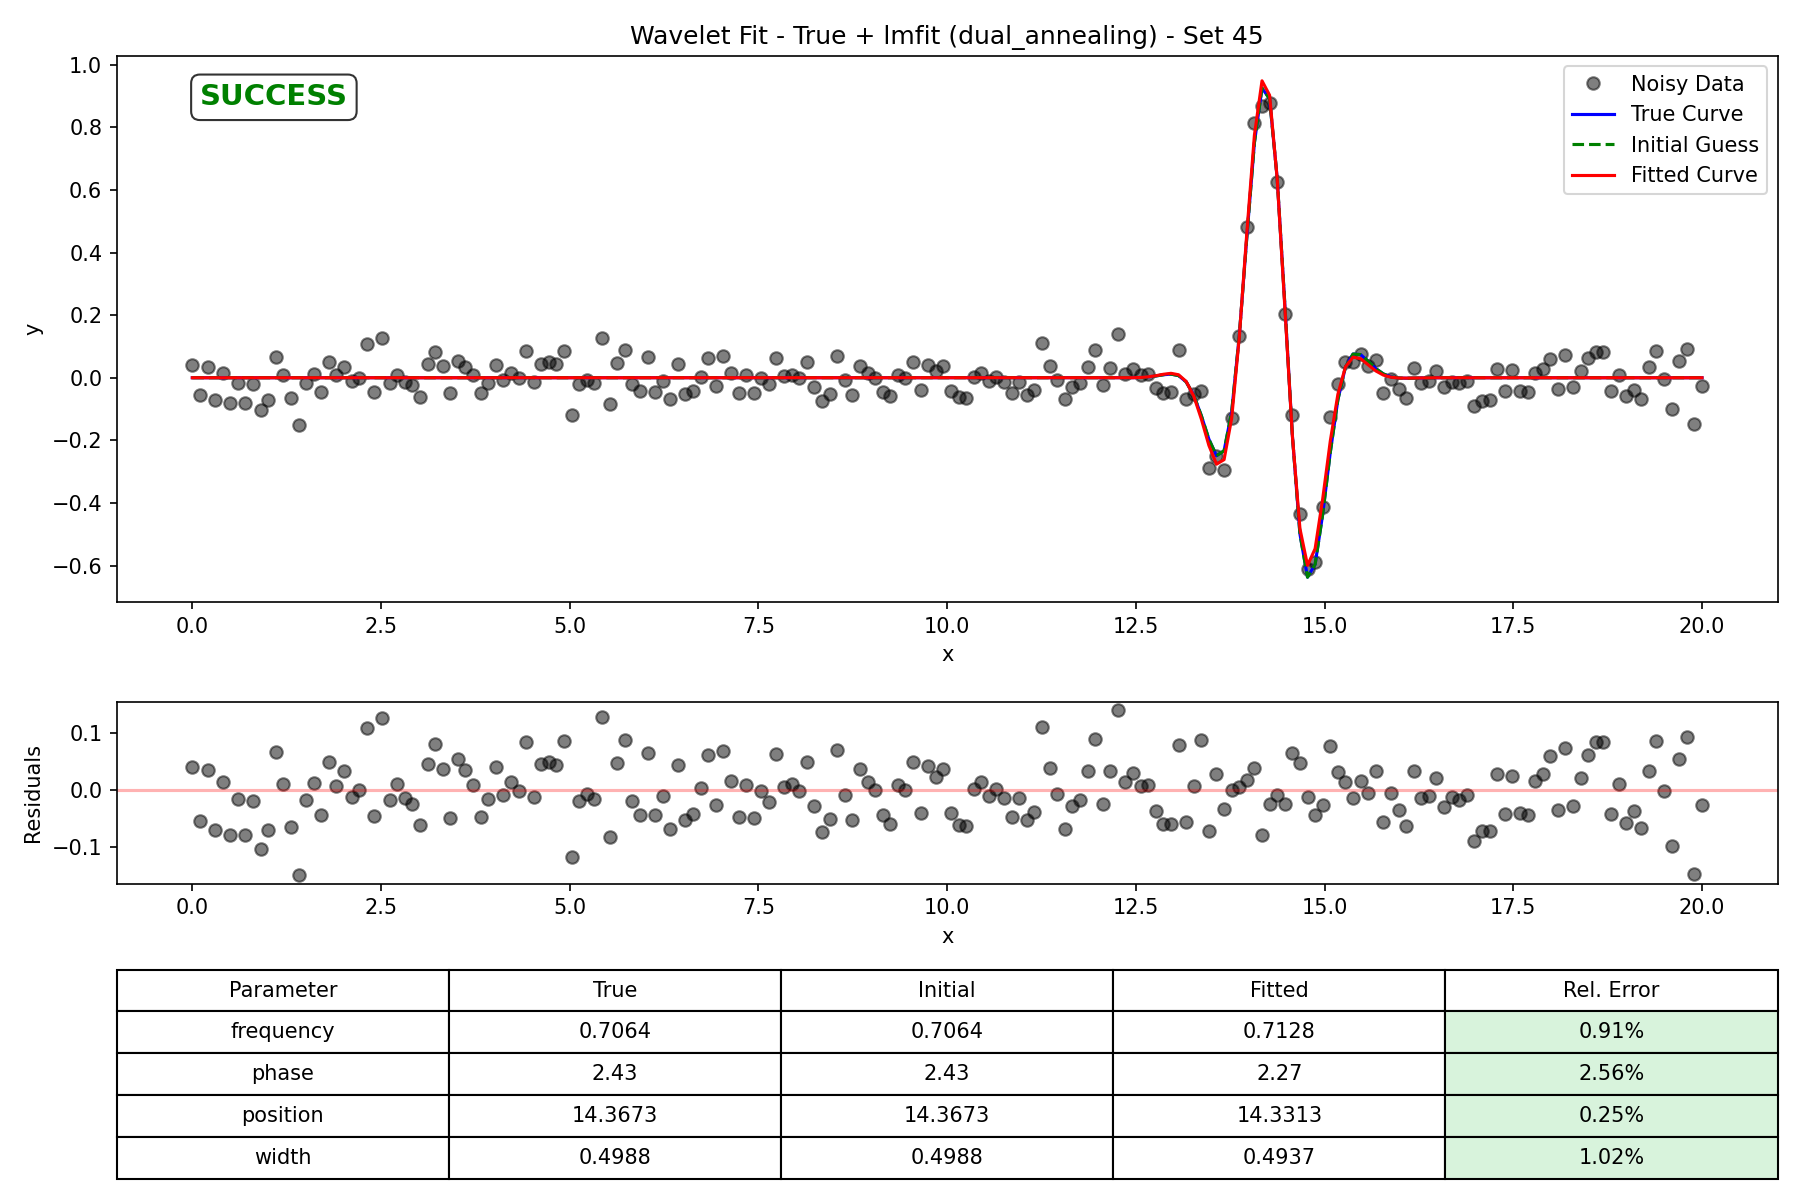 Wavelet Fit - True + lmfit (dual_annealing) - Set 45
SUCCESS
Noisy Data
True Curve
Initial Guess
Fitted Curve
y
1.0
0.8
0.6
0.4
0.2
0.0
−0.2
−0.4
−0.6
0.0 2.5 5.0 7.5 10.0 12.5 15.0 17.5 20.0
x
Residuals
0.1
0.0
−0.1
0.0 2.5 5.0 7.5 10.0 12.5 15.0 17.5 20.0
x
Parameter True Initial Fitted Rel. Error
frequency 0.7064 0.7064 0.7128 0.91%
phase 2.43 2.43 2.27 2.56%
position 14.3673 14.3673 14.3313 0.25%
width 0.4988 0.4988 0.4937 1.02%